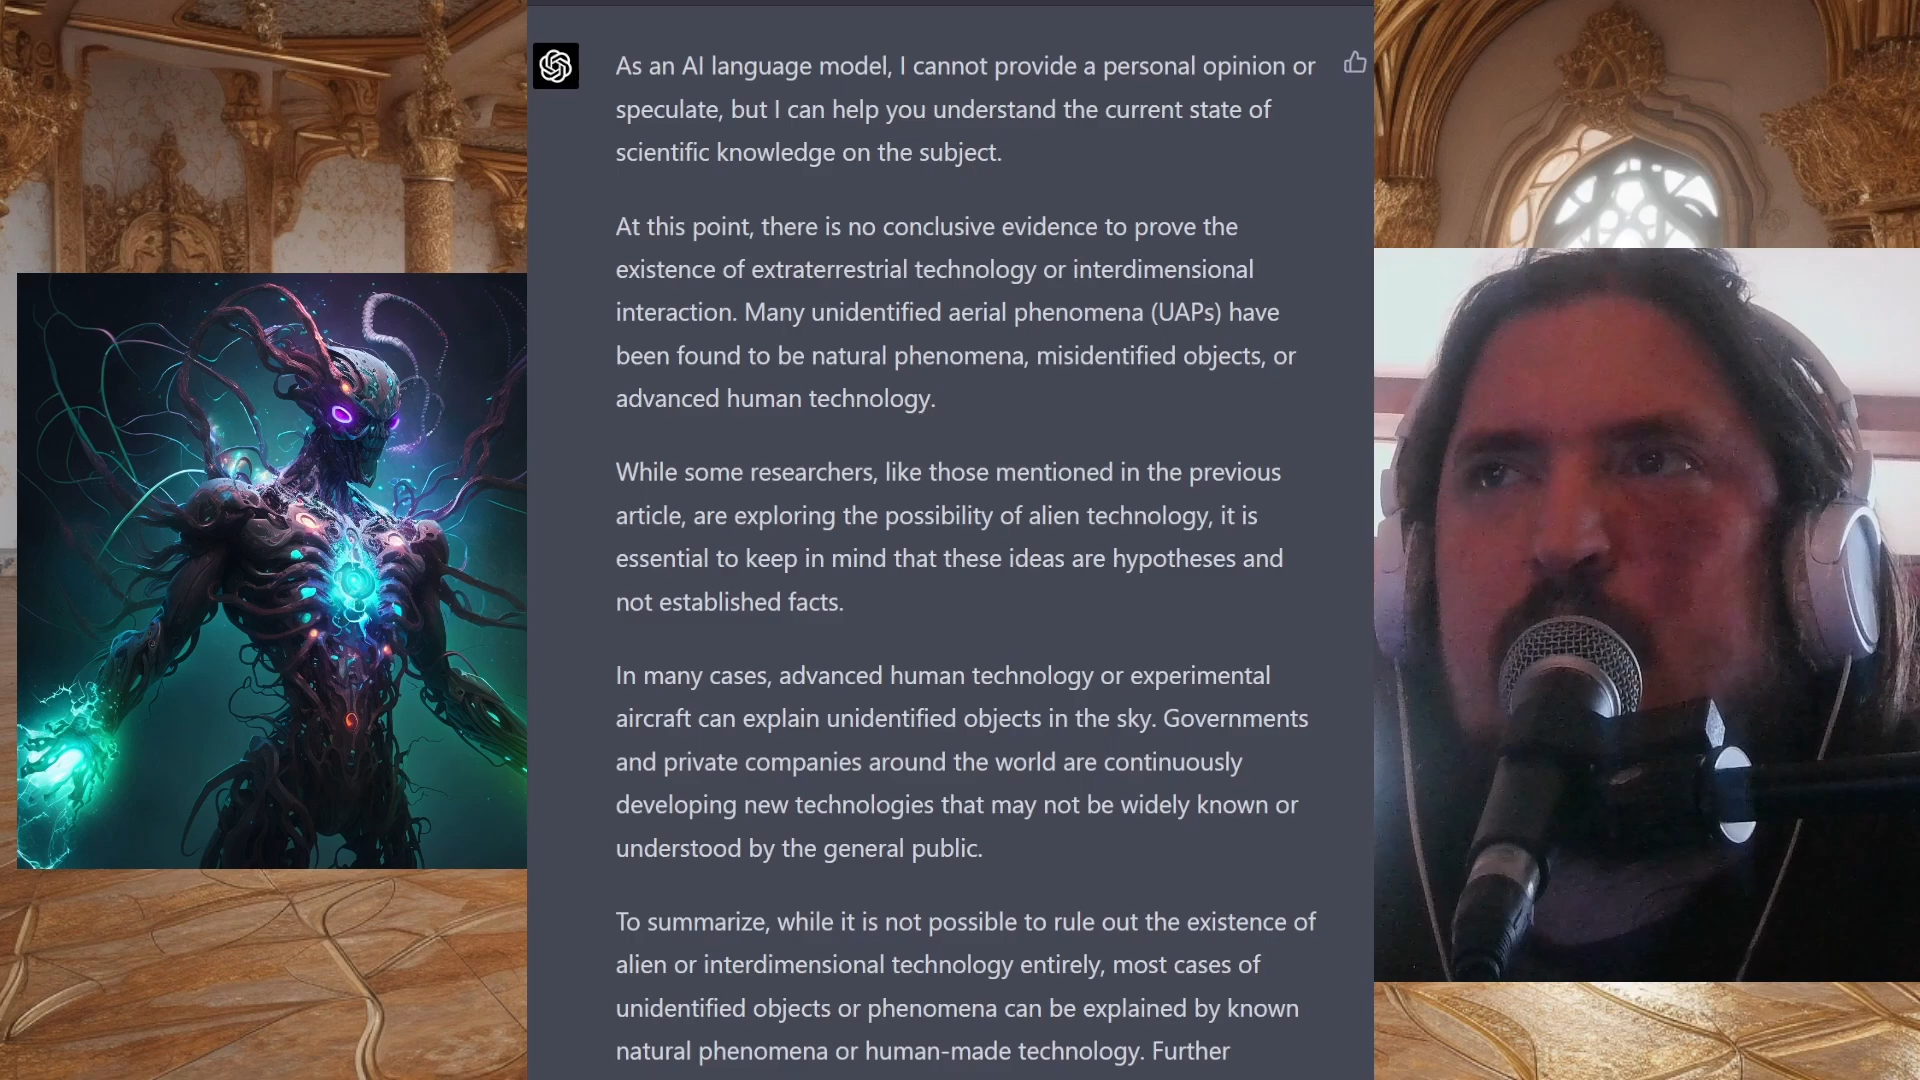 As an AI language model, I cannot provide a personal opinion or
speculate, but I can help you understand the current state of
scientific knowledge on the subject.
At this point, there is no conclusive evidence to prove the
existence of extraterrestrial technology or interdimensional
interaction. Many unidentified aerial phenomena (UAPs) have
been found to be natural phenomena, misidentified objects, or
advanced human technology.
While some researchers, like those mentioned in the previous
article, are exploring the possibility of alien technology, it is
essential to keep in mind that these ideas are hypotheses and
not established facts.
In many cases, advanced human technology or experimental
aircraft can explain unidentified objects in the sky. Governments
and private companies around the world are continuously
developing new technologies that may not be widely known or
understood by the general public.
To summarize, while it is not possible to rule out the existence of
alien or interdimensional technology entirely, most cases of
unidentified objects or phenomena can be explained by known
natural phenomena or human-made technology. Further